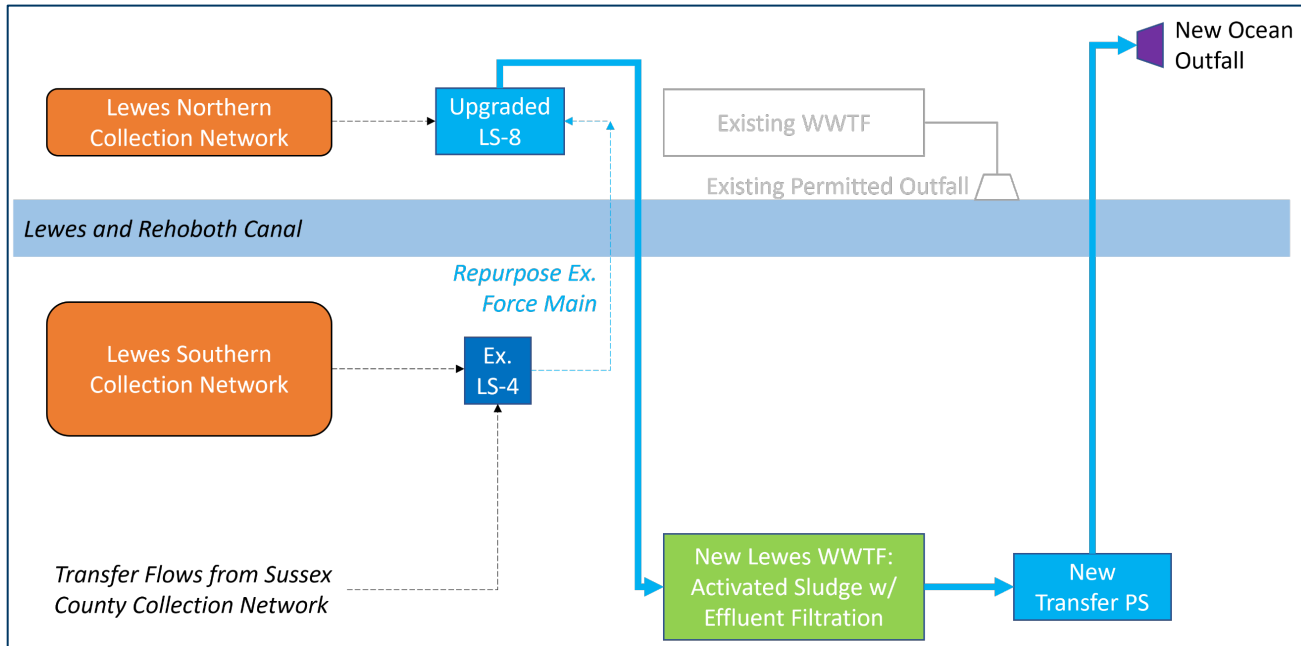 New Ocean
Outfall
Lewes Northern
Collection Network
Upgraded
LS-8
Existing WWTF
Existing Permitted Outfall
Lewes and Rehoboth Canal
Repurpose Ex.
Force Main
Lewes Southern
Collection Network
Ex.
LS-4
Transfer Flows from Sussex
County Collection Network
New Lewes WWTF:
Activated Sludge w/
Effluent Filtration
New
Transfer PS